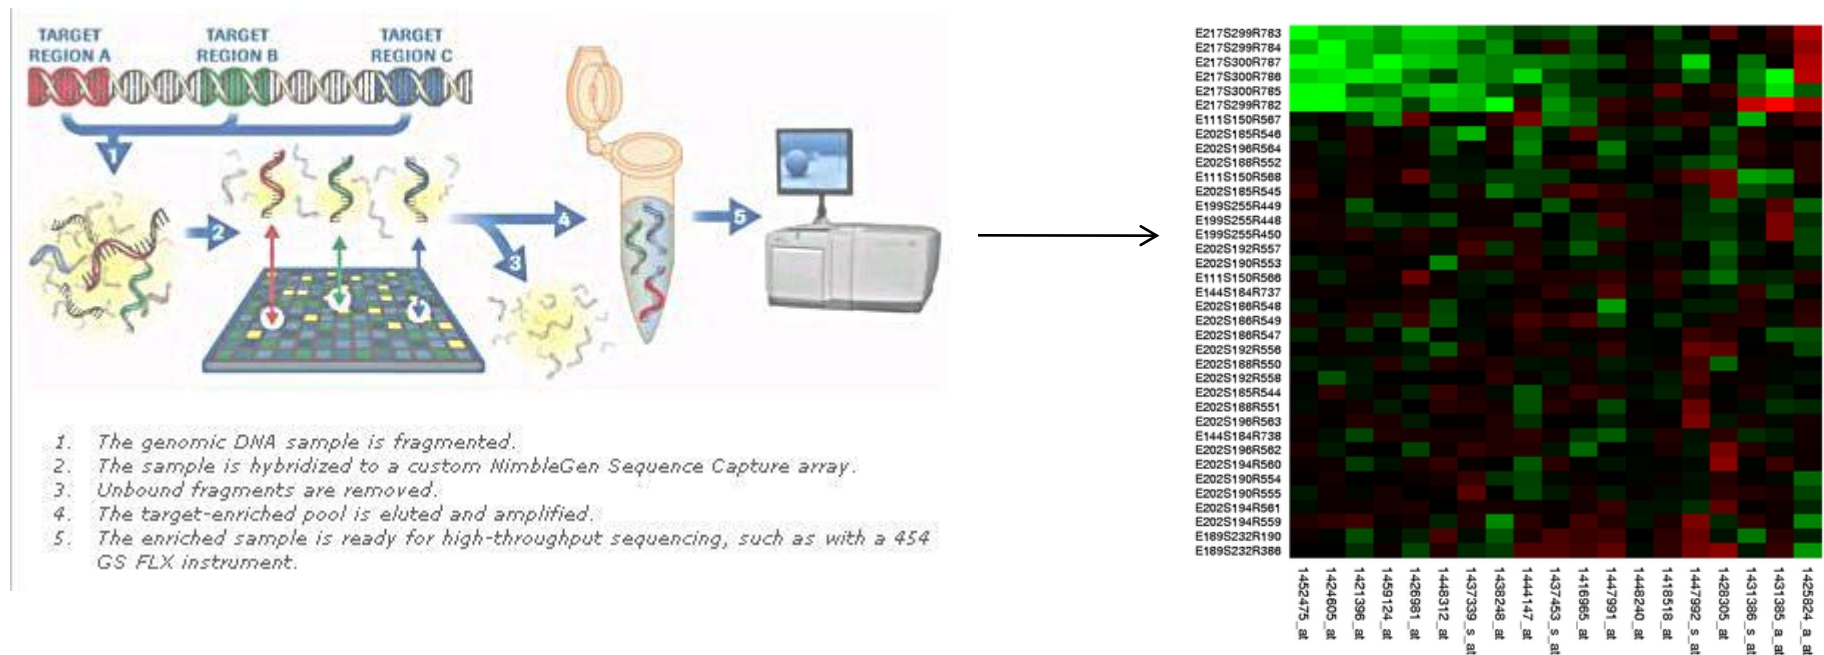 TARGET REGION A
TARGET REGION B
TARGET REGION C
1
2
3
4
5
1. The genomic DNA sample is fragmented.
2. The sample is hybridized to a custom NimbleGen Sequence Capture array.
3. Unbound fragments are removed.
4. The target-enriched pool is eluted and amplified.
5. The enriched sample is ready for high-throughput sequencing, such as with a 454
GS FLX instrument.
E217S299R783
E217S299R784
E217S300R787
E217S300R786
E217S300R785
E217S299R782
E111S150R567
E202S185R546
E202S196R564
E202S188R552
E111S150R568
E202S185R545
E199S255R449
E199S255R448
E199S255R450
E202S192R557
E202S190R553
E111S150R566
E144S184R737
E202S186R548
E202S186R549
E202S186R547
E202S192R556
E202S188R550
E202S192R558
E202S185R544
E202S188R551
E202S196R563
E144S184R738
E202S196R562
E202S194R560
E202S190R554
E202S190R555
E202S194R561
E202S194R559
E189S232R190
E189S232R386
1452475_at
1424605_at
1421396_at
1459124_at
1426981_at
1448312_at
1437339_s_at
1438248_at
1444147_at
1437453_s_at
1416965_at
1447991_at
1448240_at
1418518_at
1447992_s_at
1428305_at
1431386_s_at
1431385_a_at
1425824_a_at